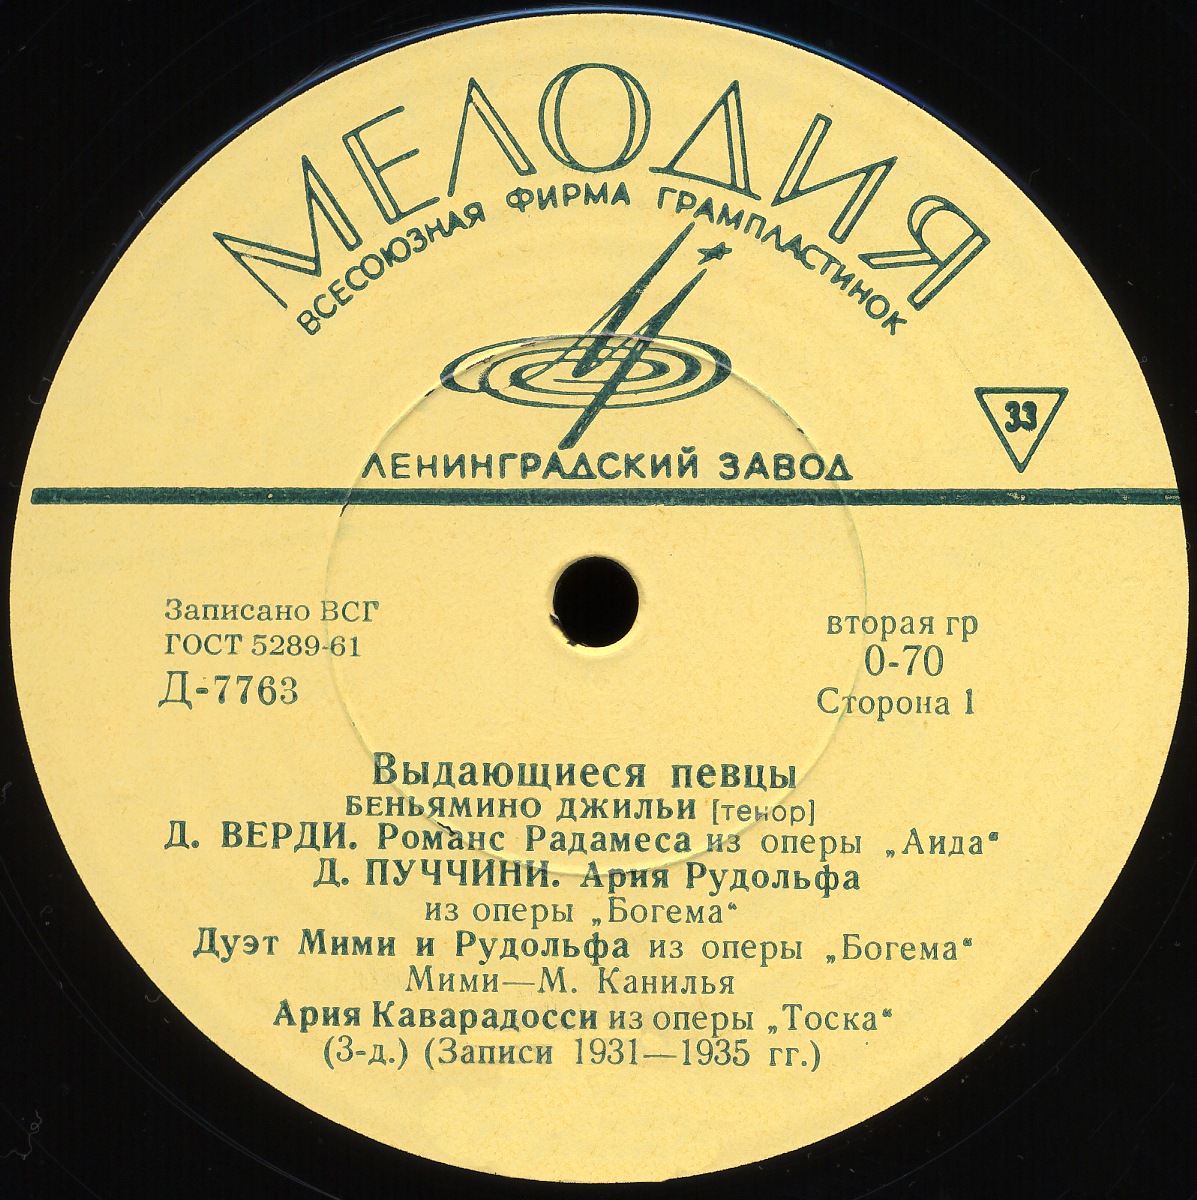 МЕЛОДИЯ
ВСЕСОЮЗНАЯ ФИРМА ГРАМПЛАСТИНОК
33
ЛЕНИНГРАДСКИЙ ЗАВОД
Записано ВСГ
ГОСТ 5289-61
Д-7763
вторая гр
0-70
Сторона 1
Выдающиеся певцы
БЕНЬЯМИНО ДЖИЛЬИ [тенор]
Д. ВЕРДИ. Романс Радамеса из оперы „Аида“
Д. ПУЧЧИНИ. Ария Рудольфа
из оперы „Богема“
Дуэт Мими и Рудольфа из оперы „Богема“
Мими—М. Канилья
Ария Каварадосси из оперы „Тоска“
(3-д.) (Записи 1931—1935 гг.)